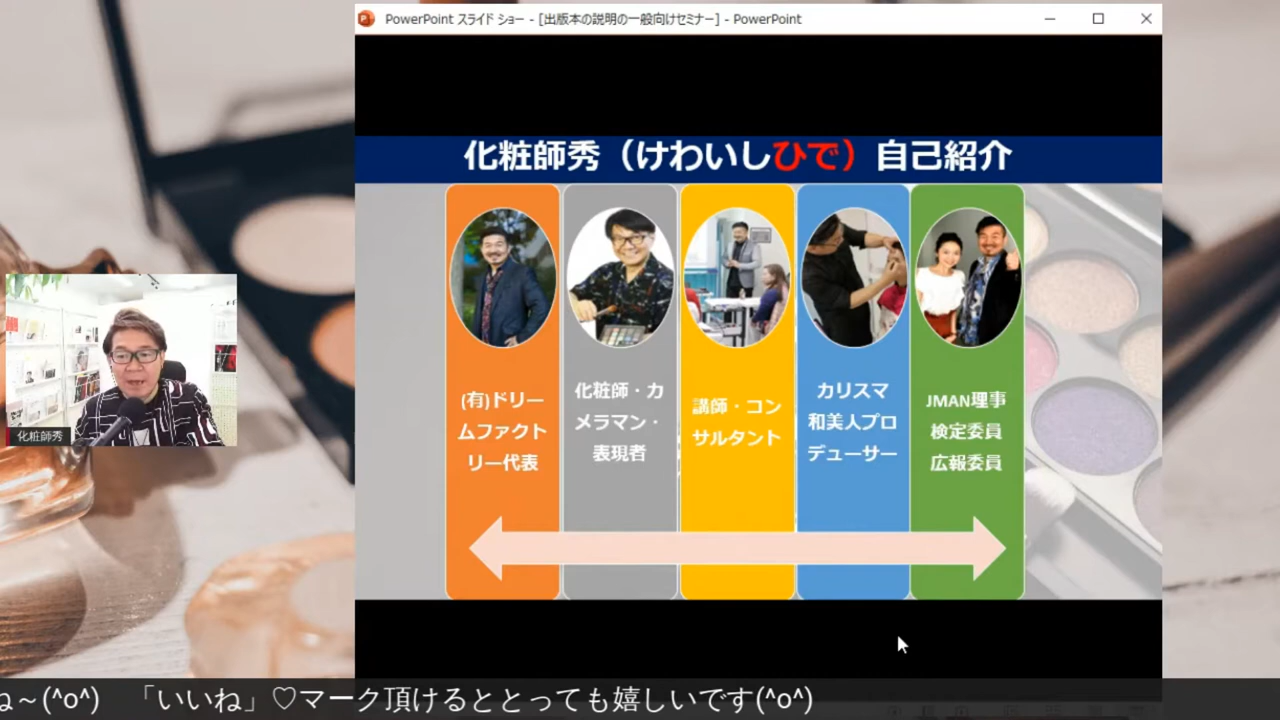 PowerPoint スライド ショー - [出版本の説明の一般向けセミナー] - PowerPoint
化粧師秀（けわいしひで）自己紹介
(有)ドリー
ムファクト
リー代表
化粧師・カ
メラマン・
表現者
講師・コン
サルタント
カリスマ
和美人プロ
デューサー
JMAN理事
検定委員
広報委員
化粧師秀
ね～(^o^) 「いいね」♡マーク頂けるととっても嬉しいです(^o^)